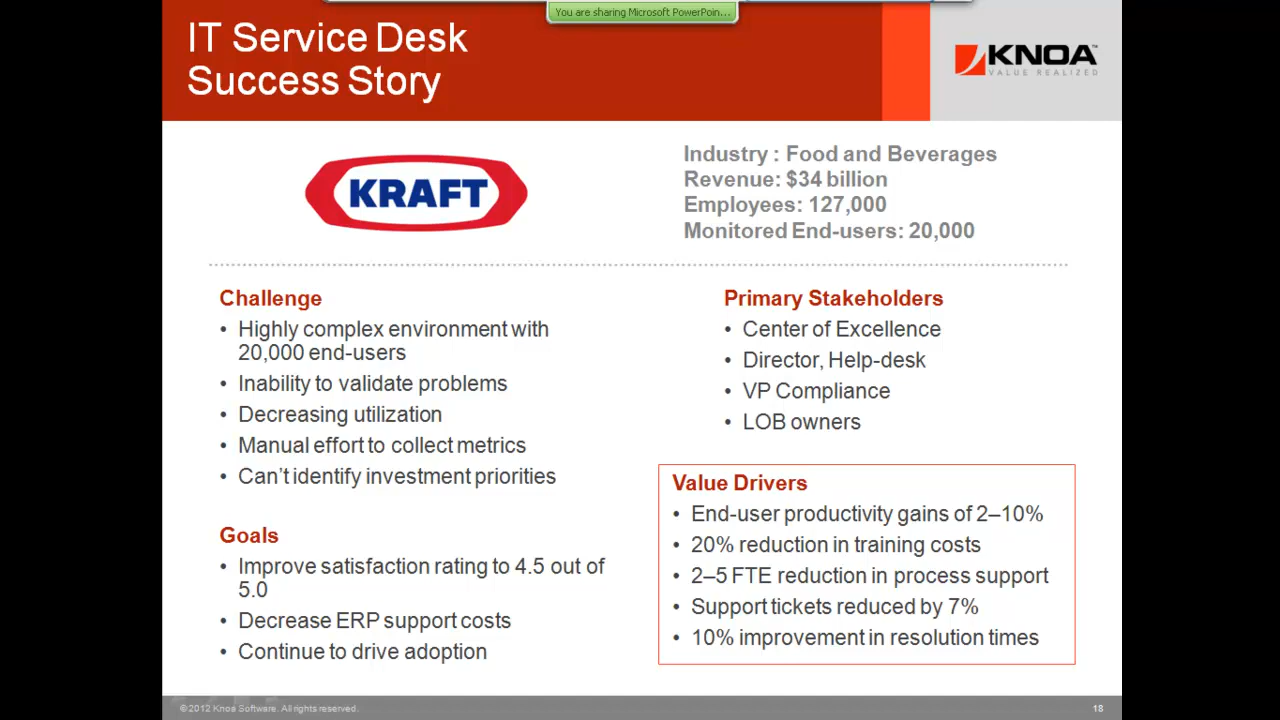 You are sharing Microsoft PowerPoin...
IT Service Desk
Success Story
KNOA™
VALUE REALIZED
KRAFT
Industry : Food and Beverages
Revenue: $34 billion
Employees: 127,000
Monitored End-users: 20,000
Challenge
• Highly complex environment with
20,000 end-users
• Inability to validate problems
• Decreasing utilization
• Manual effort to collect metrics
• Can’t identify investment priorities
Goals
• Improve satisfaction rating to 4.5 out of
5.0
• Decrease ERP support costs
• Continue to drive adoption
Primary Stakeholders
• Center of Excellence
• Director, Help-desk
• VP Compliance
• LOB owners
Value Drivers
• End-user productivity gains of 2–10%
• 20% reduction in training costs
• 2–5 FTE reduction in process support
• Support tickets reduced by 7%
• 10% improvement in resolution times
© 2012 Knoa Software. All rights reserved.
18